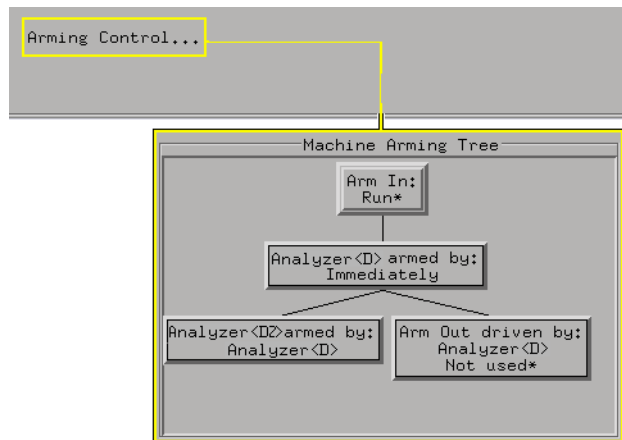 Arming Control...
Machine Arming Tree
Arm In:
Run*
Analyzer<D> armed by:
Immediately
Analyzer<DZ>armed by:
Analyzer<D>
Arm Out driven by:
Analyzer<D>
Not used*